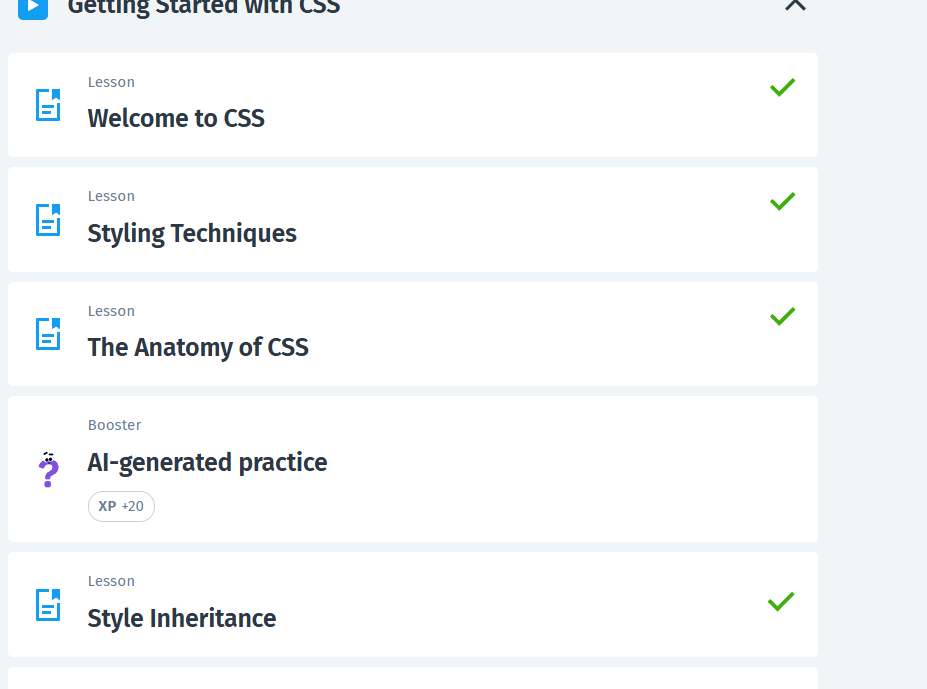 Getting Started with CSS
Lesson
Welcome to CSS
Lesson
Styling Techniques
Lesson
The Anatomy of CSS
Booster
AI-generated practice
XP +20
Lesson
Style Inheritance